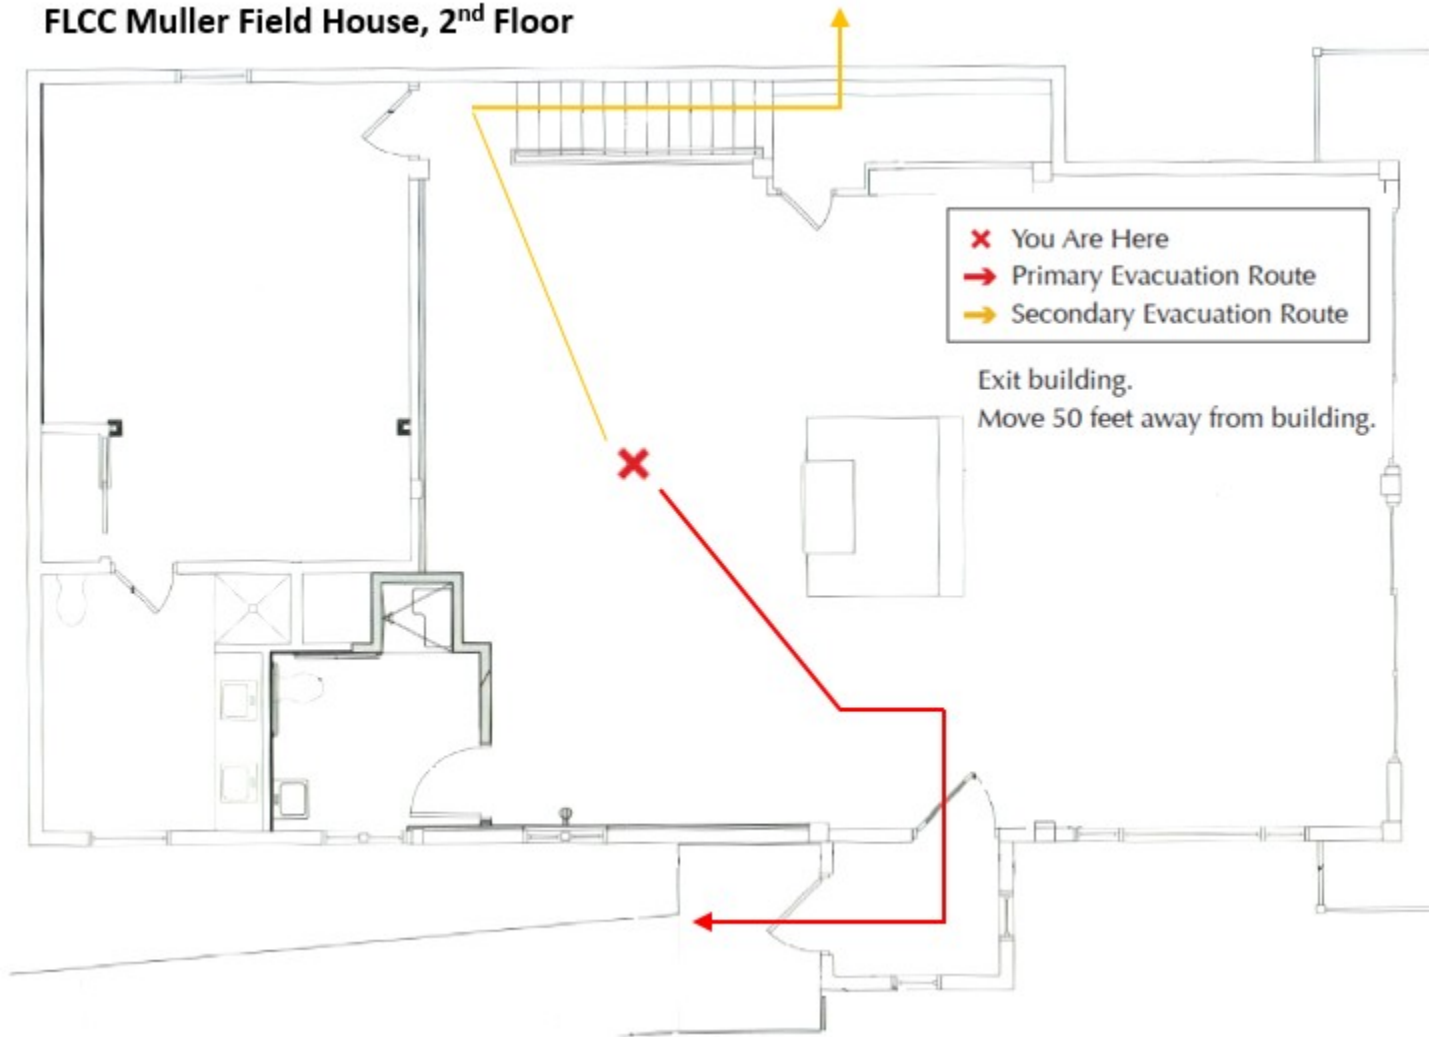 FLCC Muller Field House, 2nd Floor
You Are Here
Primary Evacuation Route
Secondary Evacuation Route
Exit building.
Move 50 feet away from building.